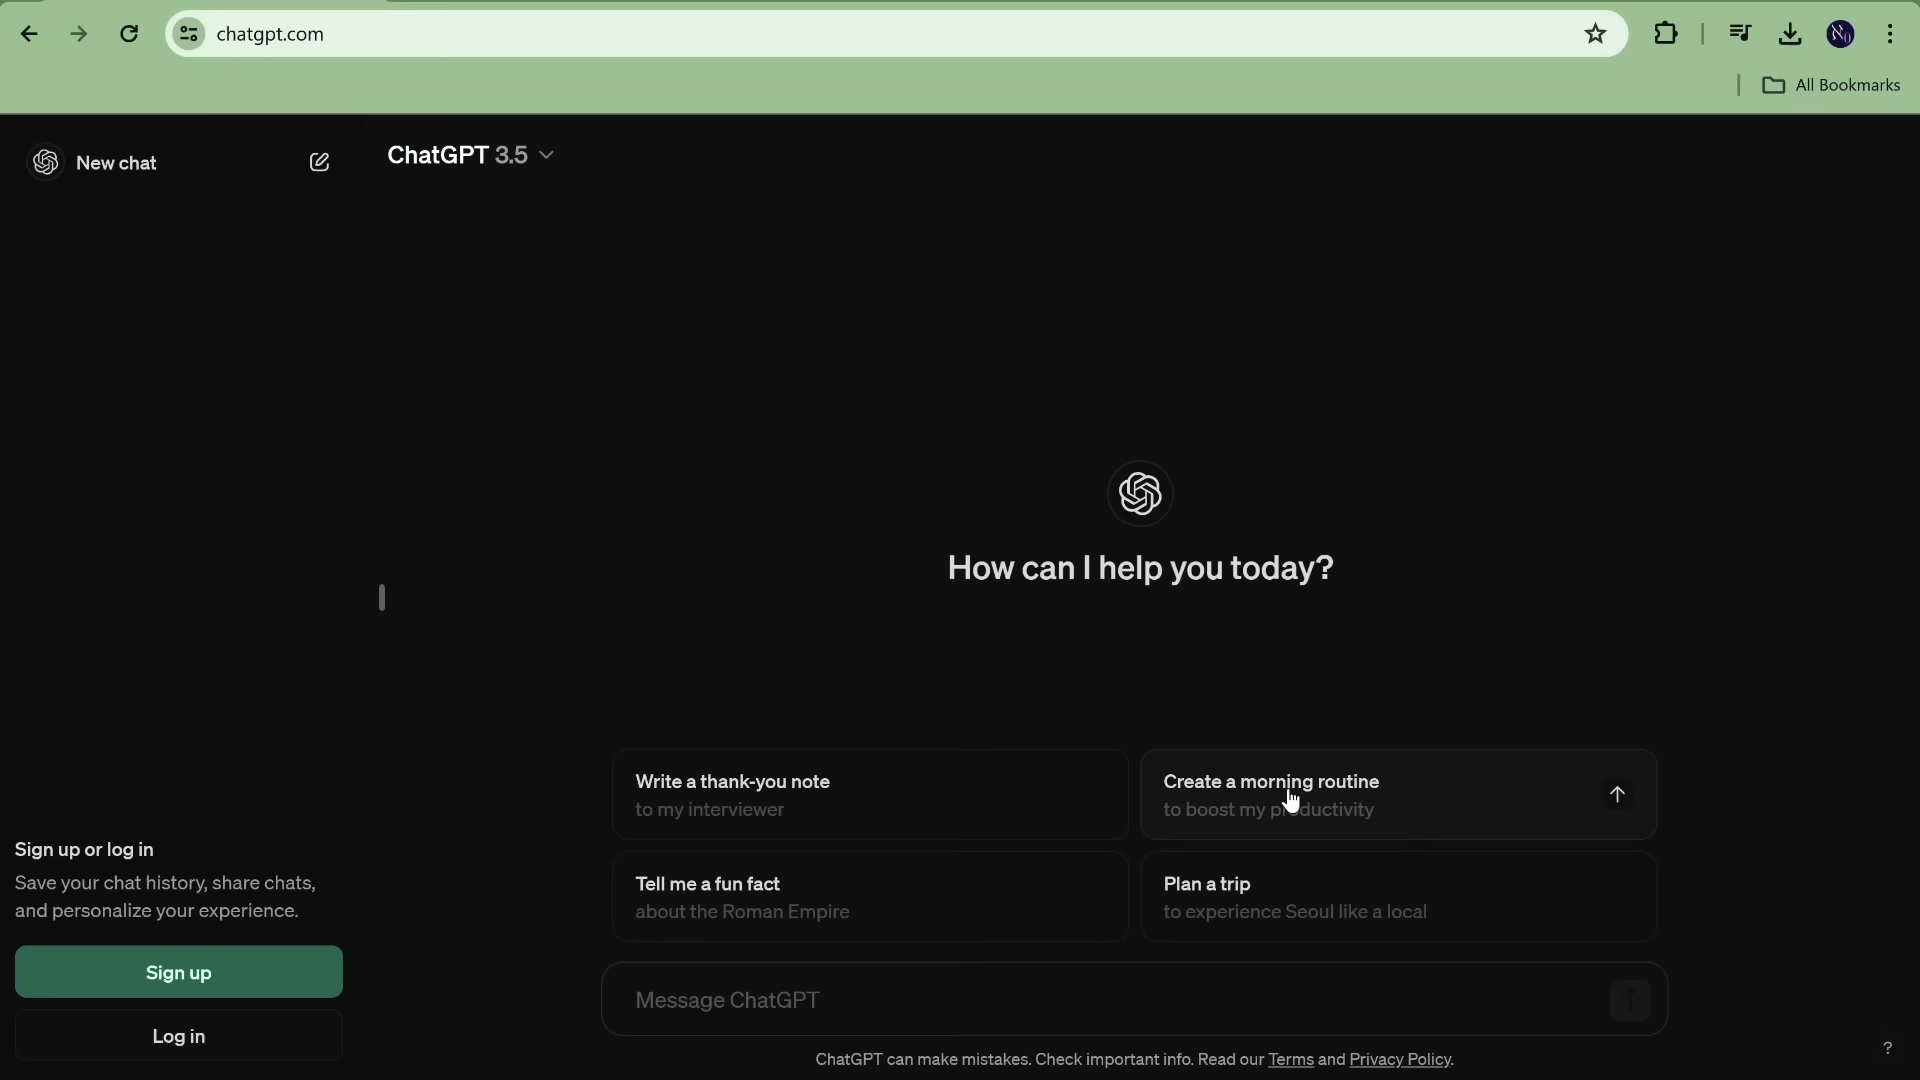 chatgpt.com
All Bookmarks
New chat
ChatGPT 3.5
How can I help you today?
Write a thank-you note
to my interviewer
Create a morning routine
to boost my productivity
Tell me a fun fact
about the Roman Empire
Plan a trip
to experience Seoul like a local
Sign up or log in
Save your chat history, share chats,
and personalize your experience.
Sign up
Log in
Message ChatGPT
ChatGPT can make mistakes. Check important info. Read our Terms and Privacy Policy.
?